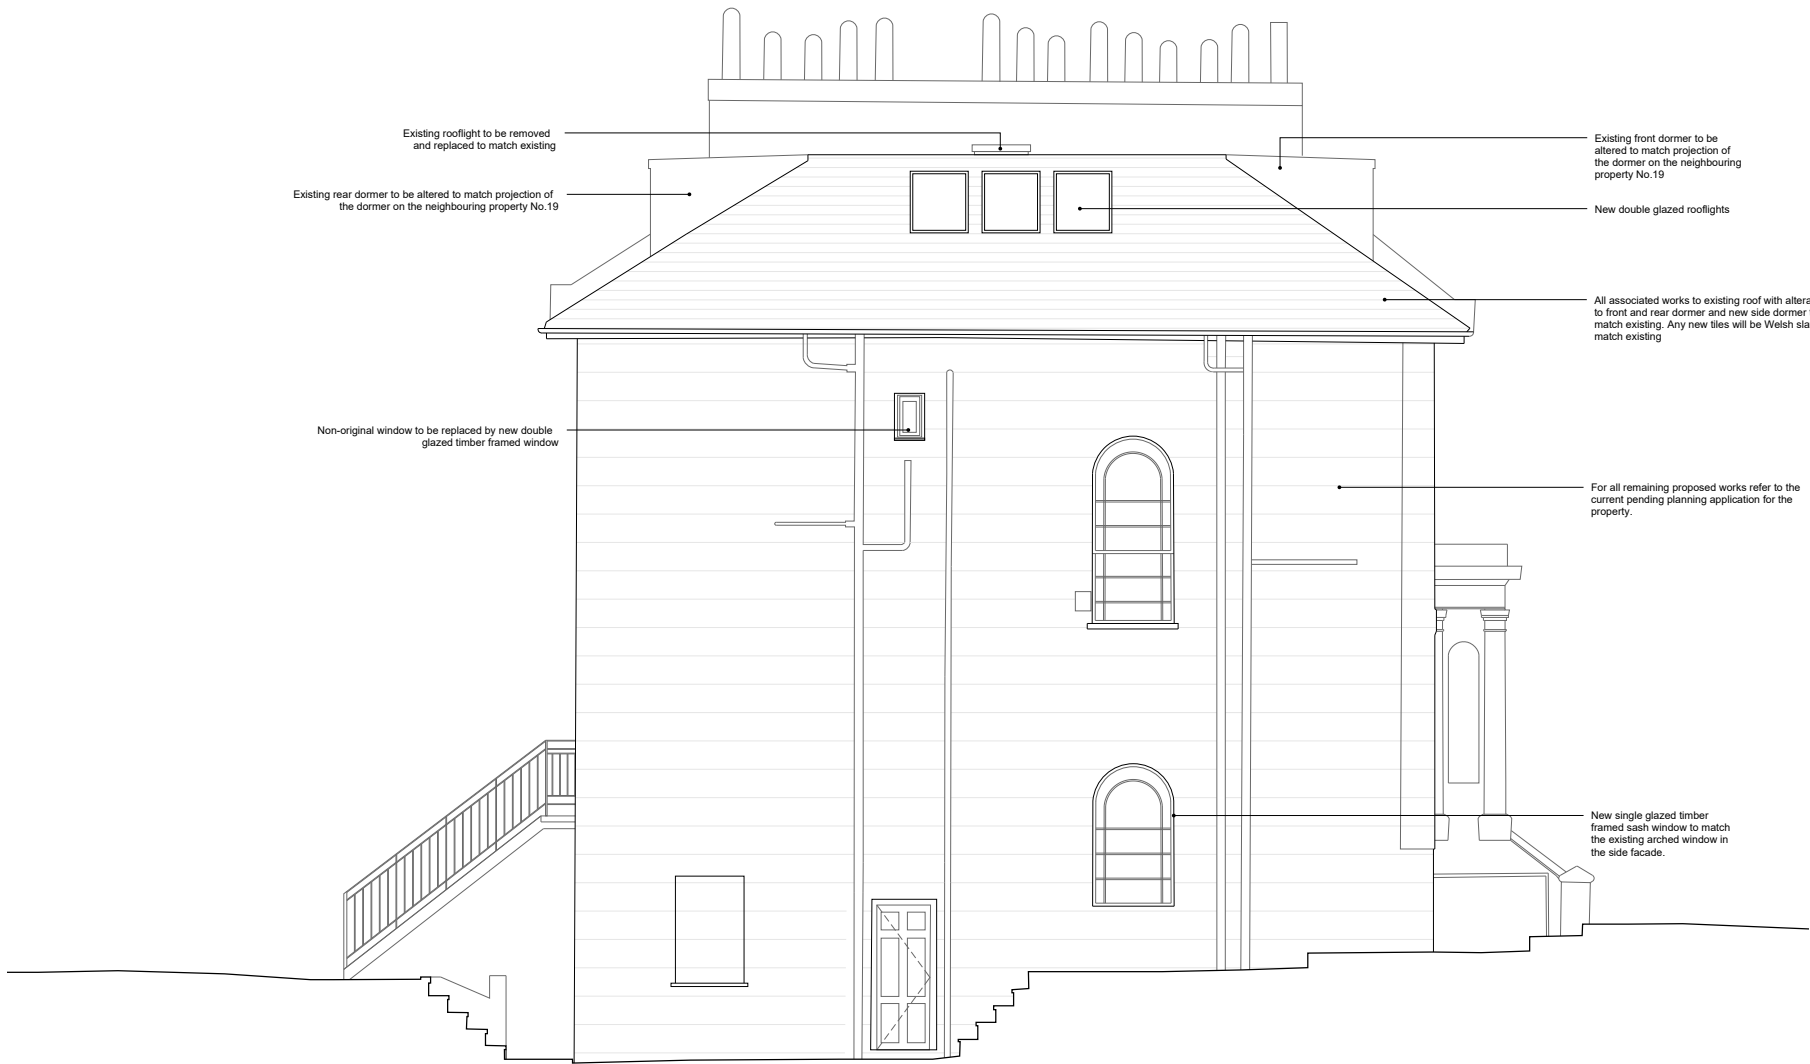 Existing rooflight to be removed
and replaced to match existing
Existing rear dormer to be altered to match projection of
the dormer on the neighbouring property No.19
Non-original window to be replaced by new double
glazed timber framed window
Existing front dormer to be
altered to match projection of
the dormer on the neighbouring
property No.19
New double glazed rooflights
All associated works to existing roof with altera
to front and rear dormer and new side dormer
match existing. Any new tiles will be Welsh sla
match existing
For all remaining proposed works refer to the
current pending planning application for the
property.
New single glazed timber
framed sash window to match
the existing arched window in
the side facade.